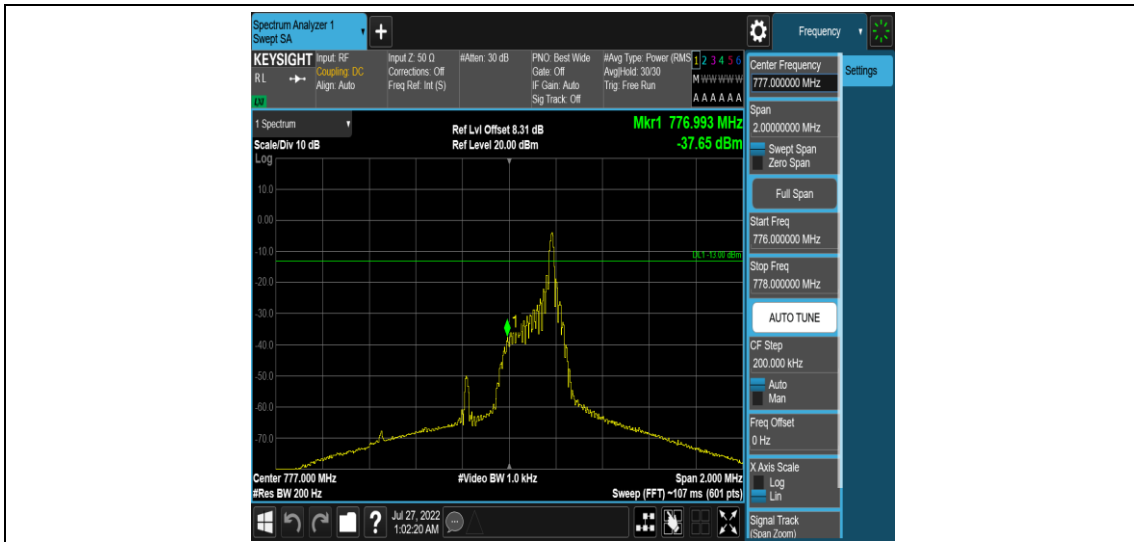 Spectrum Analyzer 1
Swept SA
+
Frequency
KEYSIGHT
RL
LM
Input: RF
Coupling: DC
Align: Auto
Input Z: 50 Ω
Corrections: Off
Freq Ref: Int (S)
#Atten: 30 dB
PNO: Best Wide
Gate: Off
IF Gain: Auto
Sig Track: Off
#Avg Type: Power (RMS
Avg|Hold: 30/30
Trig: Free Run
1 2 3 4 5 6
M W W W W W
A A A A A A
1 Spectrum
Scale/Div 10 dB
Ref Lvl Offset 8.31 dB
Ref Level 20.00 dBm
Mkr1 776.993 MHz
-37.65 dBm
Log
10.0
0.00
-10.0
DL1 -13.00 dBm
-20.0
-30.0
1
-40.0
-50.0
-60.0
-70.0
Center 777.000 MHz
#Res BW 200 Hz
#Video BW 1.0 kHz
Span 2.000 MHz
Sweep (FFT) ~107 ms (601 pts)
Center Frequency
777.000000 MHz
Settings
Span
2.00000000 MHz
Swept Span
Zero Span
Full Span
Start Freq
776.000000 MHz
Stop Freq
778.000000 MHz
AUTO TUNE
CF Step
200.000 kHz
Auto
Man
Freq Offset
0 Hz
X Axis Scale
Log
Lin
Signal Track
(Span Zoom)
?
Jul 27, 2022
1:02:20 AM